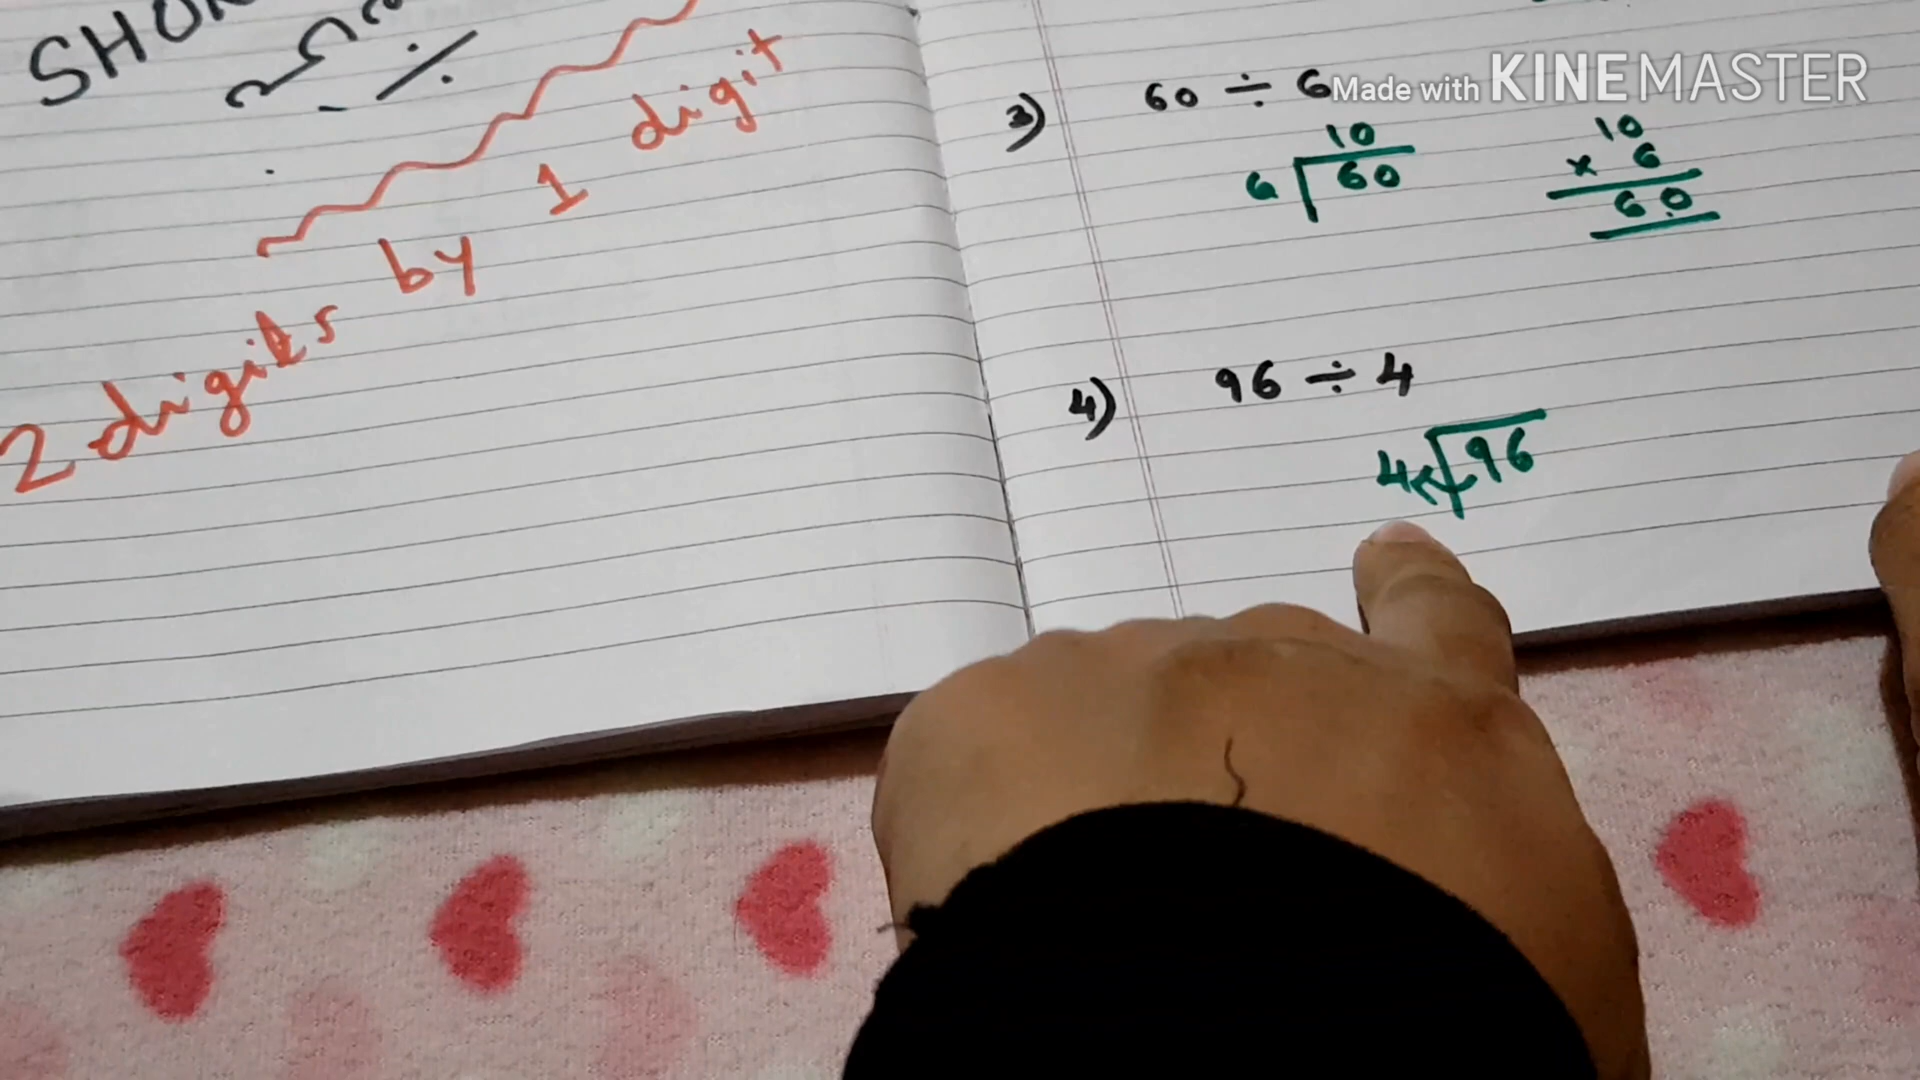 ÷
2 digits by 1 digit
3) 60 ÷ 6
Made with KINEMASTER
10
6 60
10
× 6
60
4) 96 ÷ 4
4 96